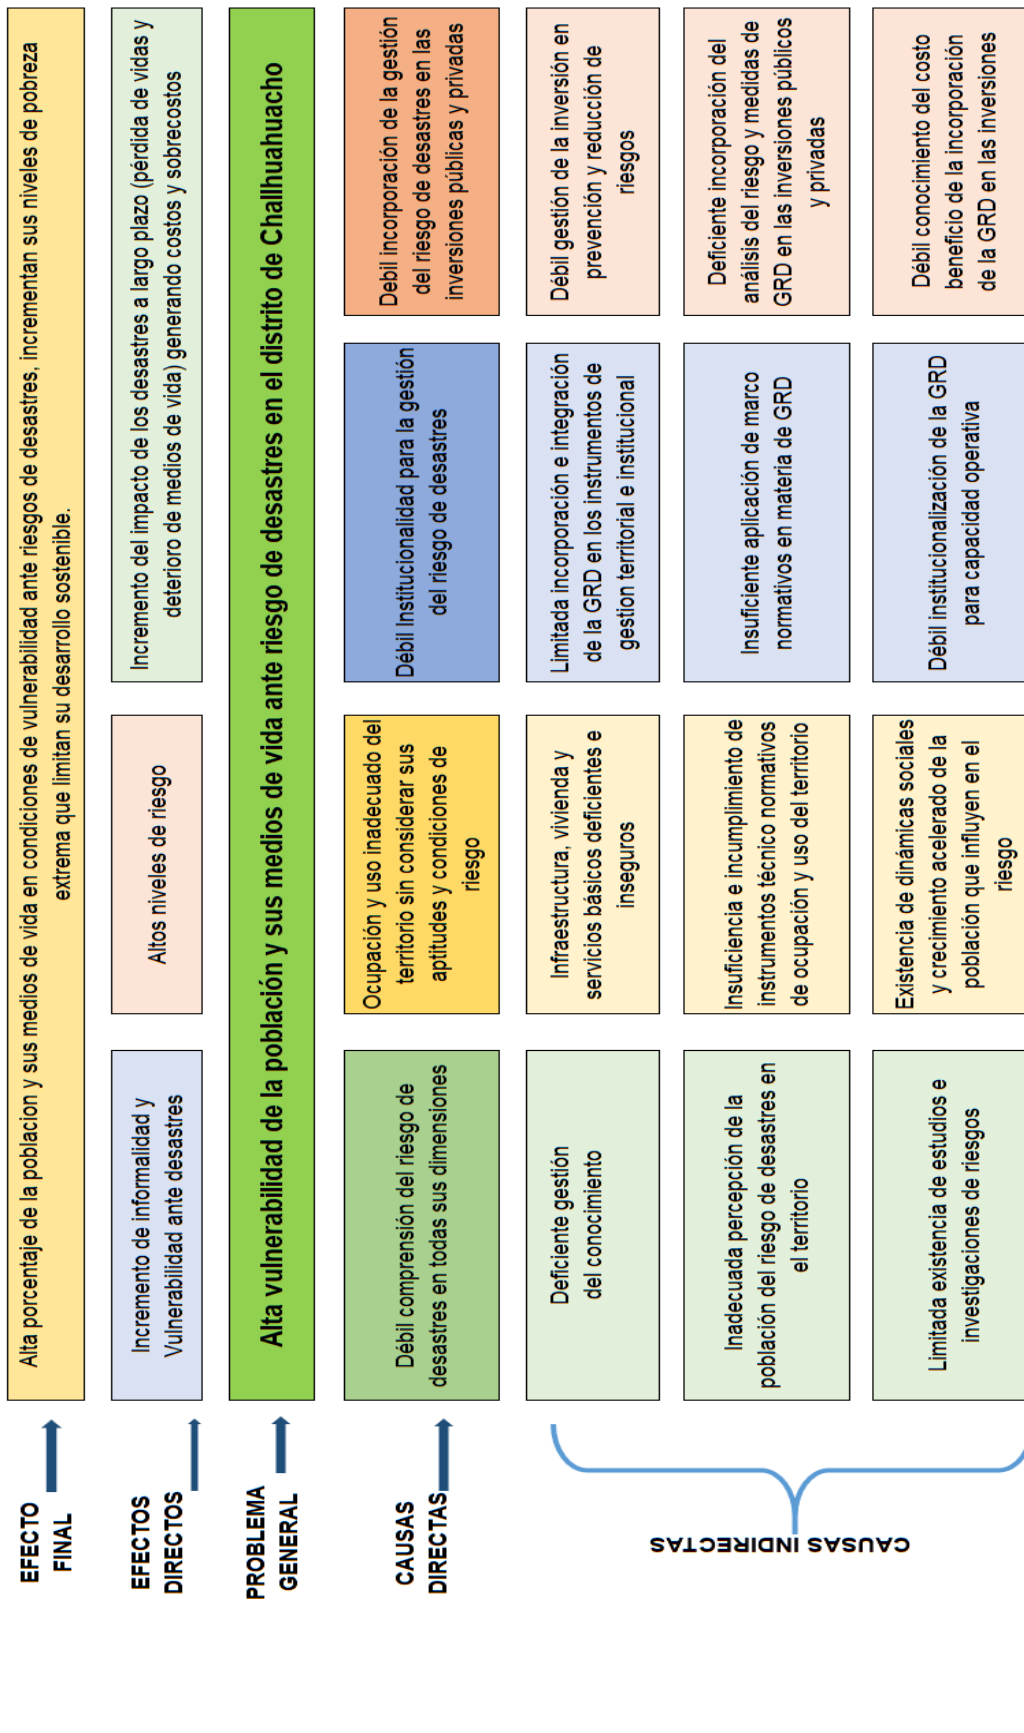 EFECTO
FINAL
Alta porcentaje de la poblacion y sus medios de vida en condiciones de vulnerabilidad ante riesgos de desastres, incrementan sus niveles de pobreza
extrema que limitan su desarrollo sostenible.
EFECTOS
DIRECTOS
Incremento de informalidad y
Vulnerabilidad ante desastres
Altos niveles de riesgo
Incremento del impacto de los desastres a largo plazo (pérdida de vidas y
deterioro de medios de vida) generando costos y sobrecostos
PROBLEMA
GENERAL
Alta vulnerabilidad de la población y sus medios de vida ante riesgo de desastres en el distrito de Challhuahuacho
CAUSAS
DIRECTAS
Débil comprensión del riesgo de
desastres en todas sus dimensiones
Ocupación y uso inadecuado del
territorio sin considerar sus
aptitudes y condiciones de
riesgo
Débil Institucionalidad para la gestión
del riesgo de desastres
Debil incorporación de la gestión
del riesgo de desastres en las
inversiones públicas y privadas
CAUSAS INDIRECTAS
Deficiente gestión
del conocimiento
Infraestructura, vivienda y
servicios básicos deficientes e
inseguros
Limitada incorporación e integración
de la GRD en los instrumentos de
gestion territorial e institucional
Débil gestión de la inversión en
prevención y reducción de
riesgos
Inadecuada percepción de la
población del riesgo de desastres en
el territorio
Insuficiencia e incumplimiento de
instrumentos técnico normativos
de ocupación y uso del territorio
Insuficiente aplicación de marco
normativos en materia de GRD
Deficiente incorporación del
análisis del riesgo y medidas de
GRD en las inversiones públicos
y privadas
Limitada existencia de estudios e
investigaciones de riesgos
Existencia de dinámicas sociales
y crecimiento acelerado de la
población que influyen en el
riesgo
Débil institucionalización de la GRD
para capacidad operativa
Débil conocimiento del costo
beneficio de la incorporación
de la GRD en las inversiones